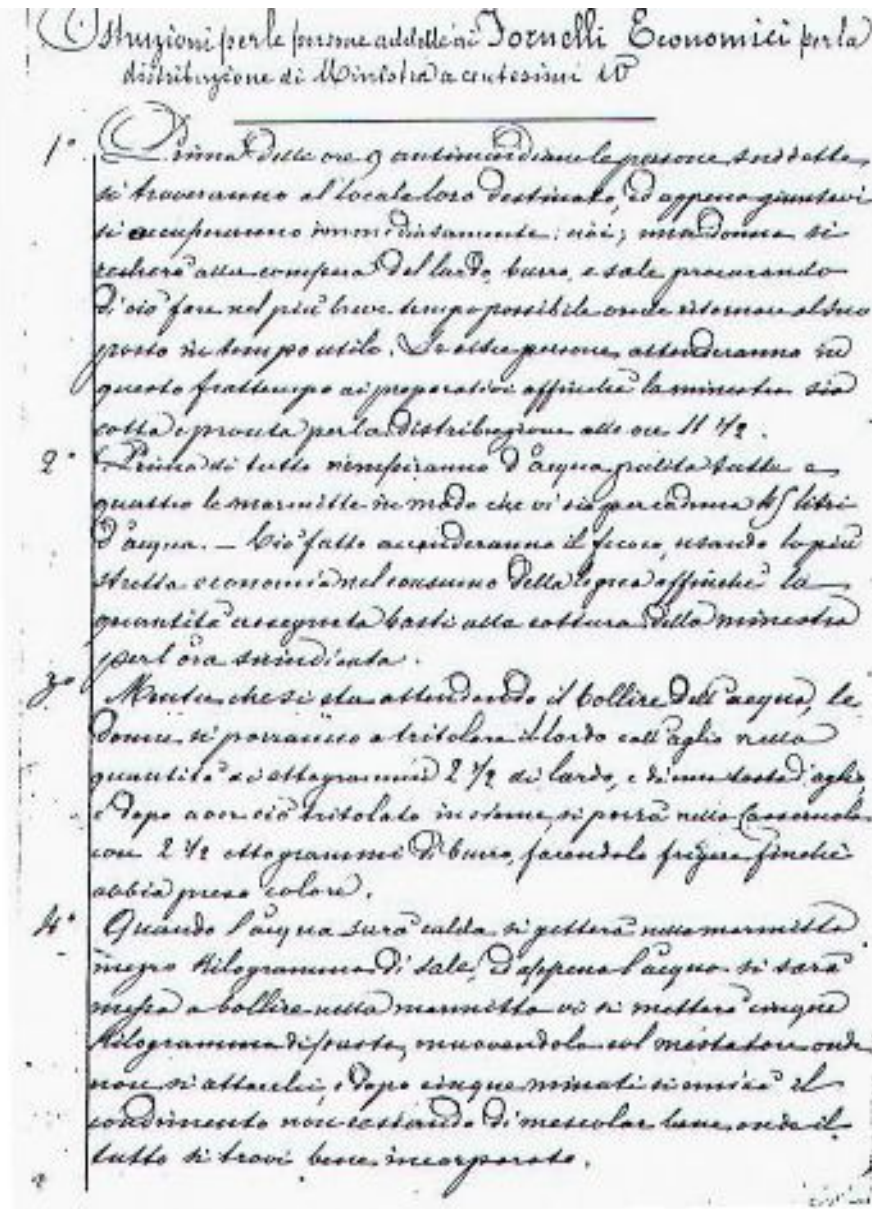 Istruzioni per le persone addette ai Fornelli Economici per la
distribuzione di Ministra a centesimi 10
1° Prima delle ore 9 antimeridiane le persone suddette
si troveranno al locale loro destinato, ed appena giuntevi
si occuperanno immediatamente: cioè; una donna si
recherà alla compera del lardo, burro, e sale procurando
di ciò fare nel più breve tempo possibile onde ritornare al suo
posto in tempo utile. Le altre persone attenderanno in
questo frattempo ai preparativi affinchè la minestra sia
cotta e pronta per la distribuzione alle ore 11 1/2.
2° Prima di tutto riempiranno d'acqua pulita tutte e
quattro le marmitte in modo che vi sia per cadauna 45 litri
d'acqua. — Ciò fatto accenderanno il fuoco, usando la più
stretta economia nel consumo della legna affinchè la
quantità assegnata basti alla cottura della minestra
per l'ora suindicata.
3° Mentre che si sta attendendo il bollire dell'acqua, le
donne si porranno a tritolare il lardo coll'aglio nella
quantità di ettogrammi 2 1/2 di lardo, e di una testa d'aglio,
e dopo aver ciò tritolato insieme si porrà nella Casseruola
con 2 1/2 ettogrammi di burro, facendolo friggere finchè
abbia preso colore.
4° Quando l'acqua sarà calda si getterà nella marmitta
mezzo Kilogramma di sale, ed appena l'acqua si sarà
messa a bollire nella marmitta vi si metterà cinque
Kilogramma di pasta, muovendola col mestatore onde
non si attacchi, e dopo cinque minuti si unirà il
condimento non cessando di mescolar bene onde il
tutto si trovi bene incorporato.